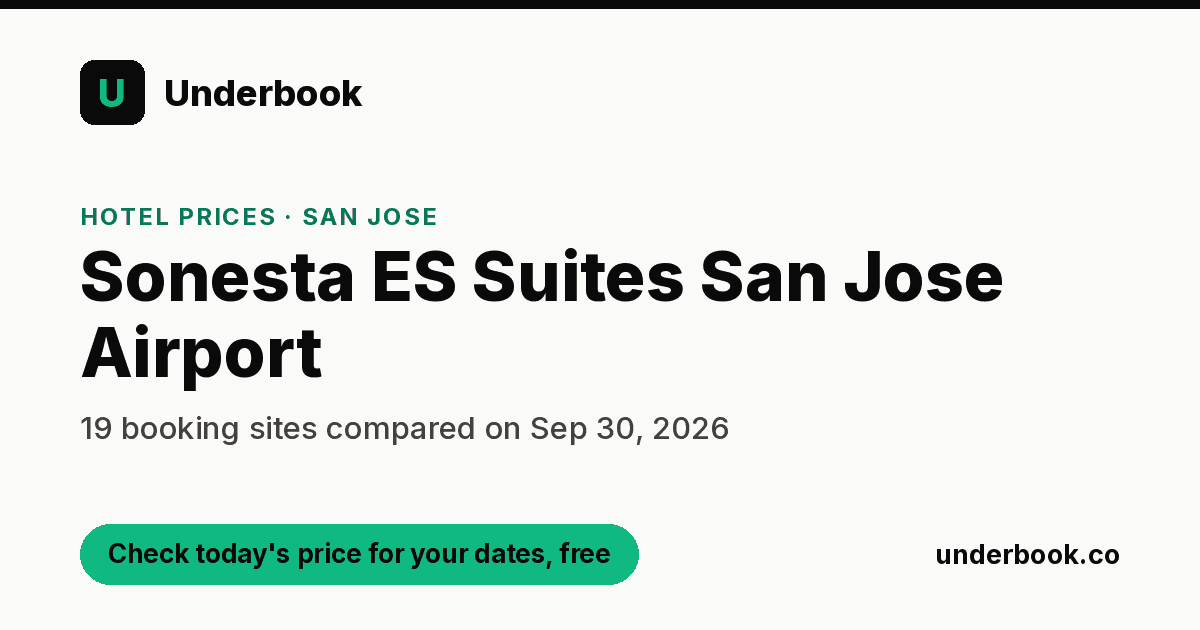 U
Underbook
HOTEL PRICES · SAN JOSE
Sonesta ES Suites San Jose
Airport
19 booking sites compared on Sep 30, 2026
Check today's price for your dates, free
underbook.co